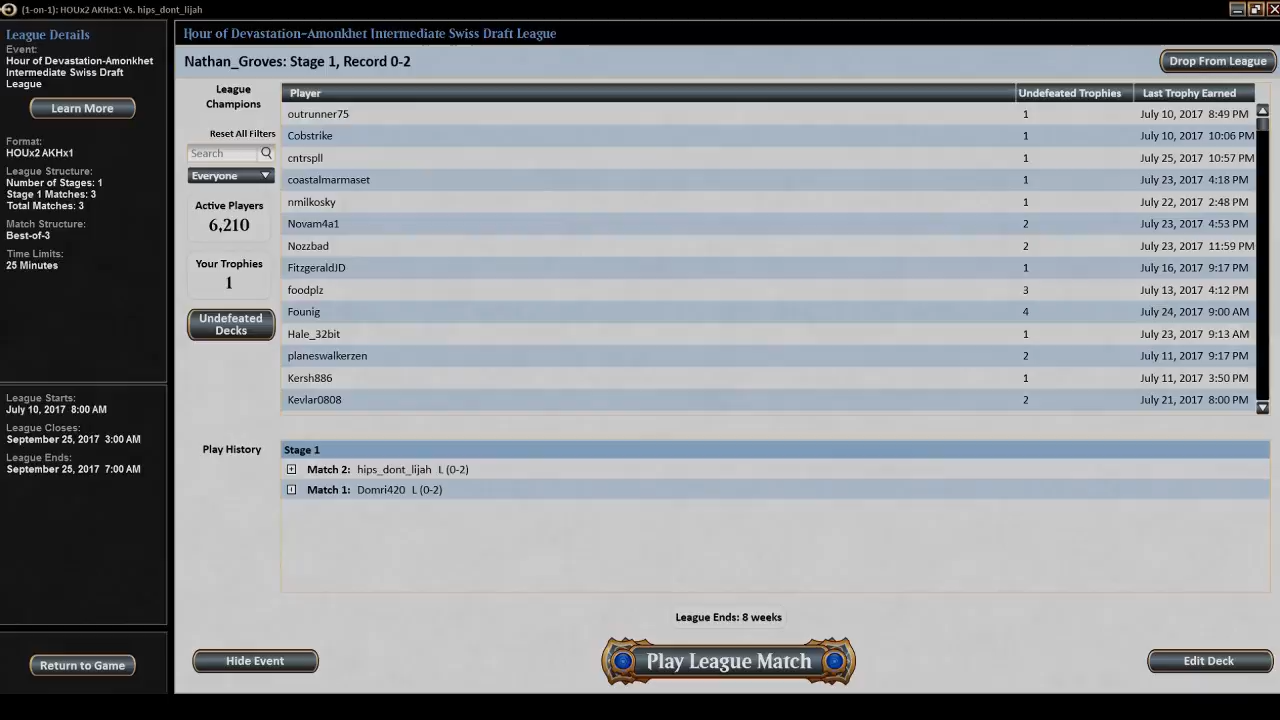 (1-on-1): HOUx2 AKHx1: Vs. hips_dont_lijah
League Details
Event:
Hour of Devastation-Amonkhet
Intermediate Swiss Draft
League
Learn More
Format:
HOUx2 AKHx1
League Structure:
Number of Stages: 1
Stage 1 Matches: 3
Total Matches: 3
Match Structure:
Best-of-3
Time Limits:
25 Minutes
League Starts:
July 10, 2017 8:00 AM
League Closes:
September 25, 2017 3:00 AM
League Ends:
September 25, 2017 7:00 AM
Return to Game
Hour of Devastation-Amonkhet Intermediate Swiss Draft League
Nathan_Groves: Stage 1, Record 0-2
Drop From League
League
Champions
Reset All Filters
Search
Everyone
Active Players
6,210
Your Trophies
1
Undefeated
Decks
Player Undefeated Trophies Last Trophy Earned
outrunner75 1 July 10, 2017 8:49 PM
Cobstrike 1 July 10, 2017 10:06 PM
cntrspll 1 July 25, 2017 10:57 PM
coastalmarmaset 1 July 23, 2017 4:18 PM
nmilkosky 1 July 22, 2017 2:48 PM
Novam4a1 2 July 23, 2017 4:53 PM
Nozzbad 2 July 23, 2017 11:59 PM
FitzgeraldJD 1 July 16, 2017 9:17 PM
foodplz 3 July 13, 2017 4:12 PM
Founig 4 July 24, 2017 9:00 AM
Hale_32bit 1 July 23, 2017 9:13 AM
planeswalkerzen 2 July 11, 2017 9:17 PM
Kersh886 1 July 11, 2017 3:50 PM
Kevlar0808 2 July 21, 2017 8:00 PM
Play History
Stage 1
Match 2: hips_dont_lijah L (0-2)
Match 1: Domri420 L (0-2)
League Ends: 8 weeks
Hide Event
Play League Match
Edit Deck